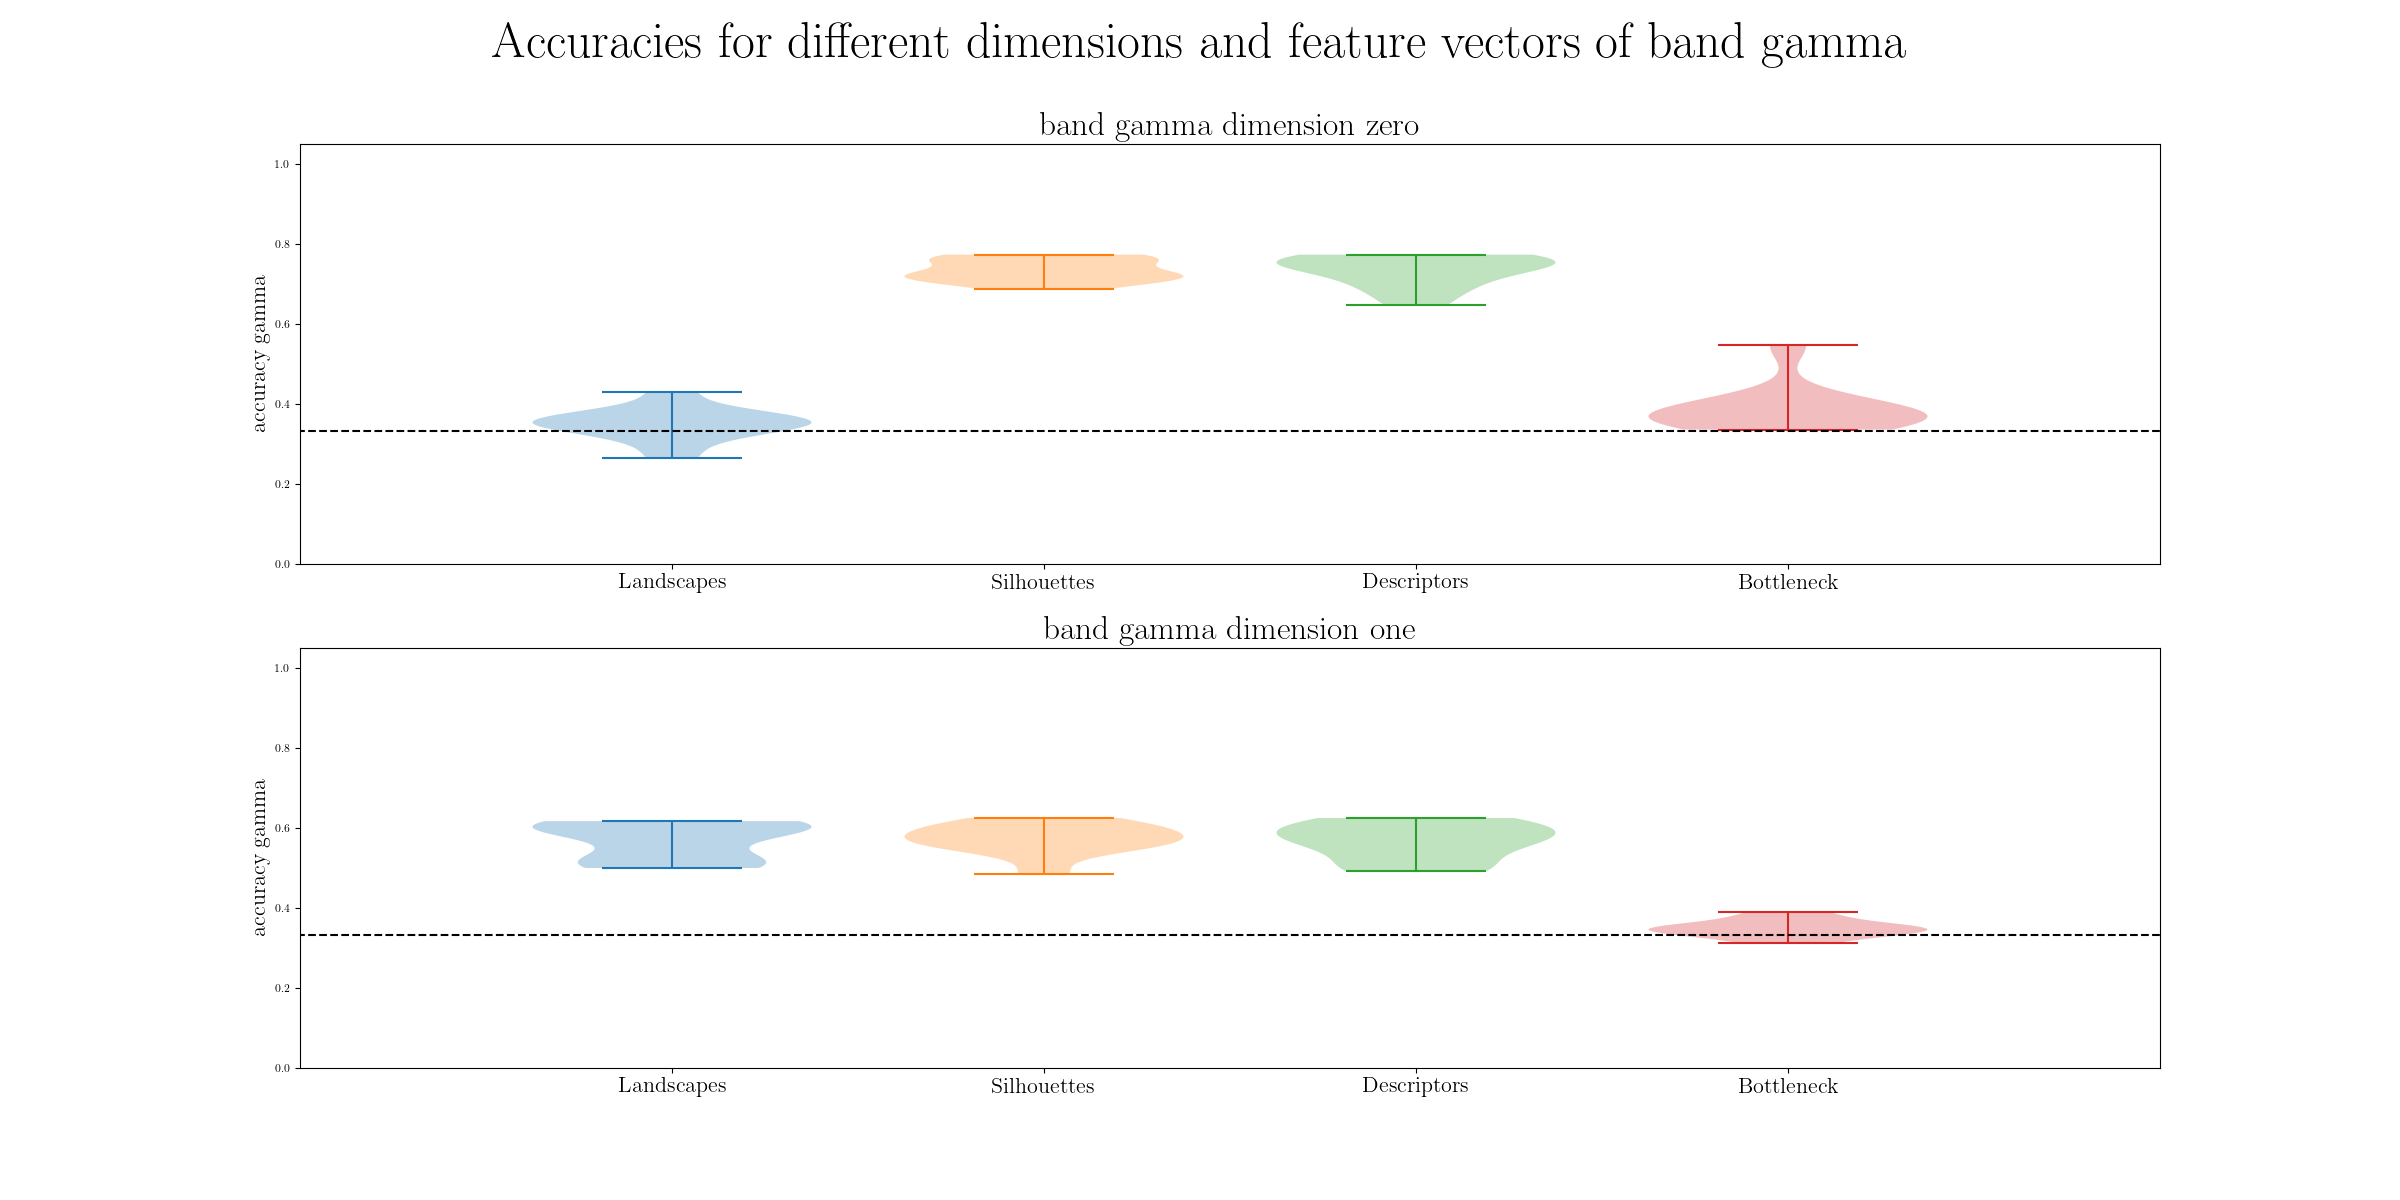 Accuracies for different dimensions and feature vectors of band gamma
band gamma dimension zero
accuracy gamma
1.0
0.8
0.6
0.4
0.2
0.0
Landscapes Silhouettes Descriptors Bottleneck
band gamma dimension one
accuracy gamma
1.0
0.8
0.6
0.4
0.2
0.0
Landscapes Silhouettes Descriptors Bottleneck